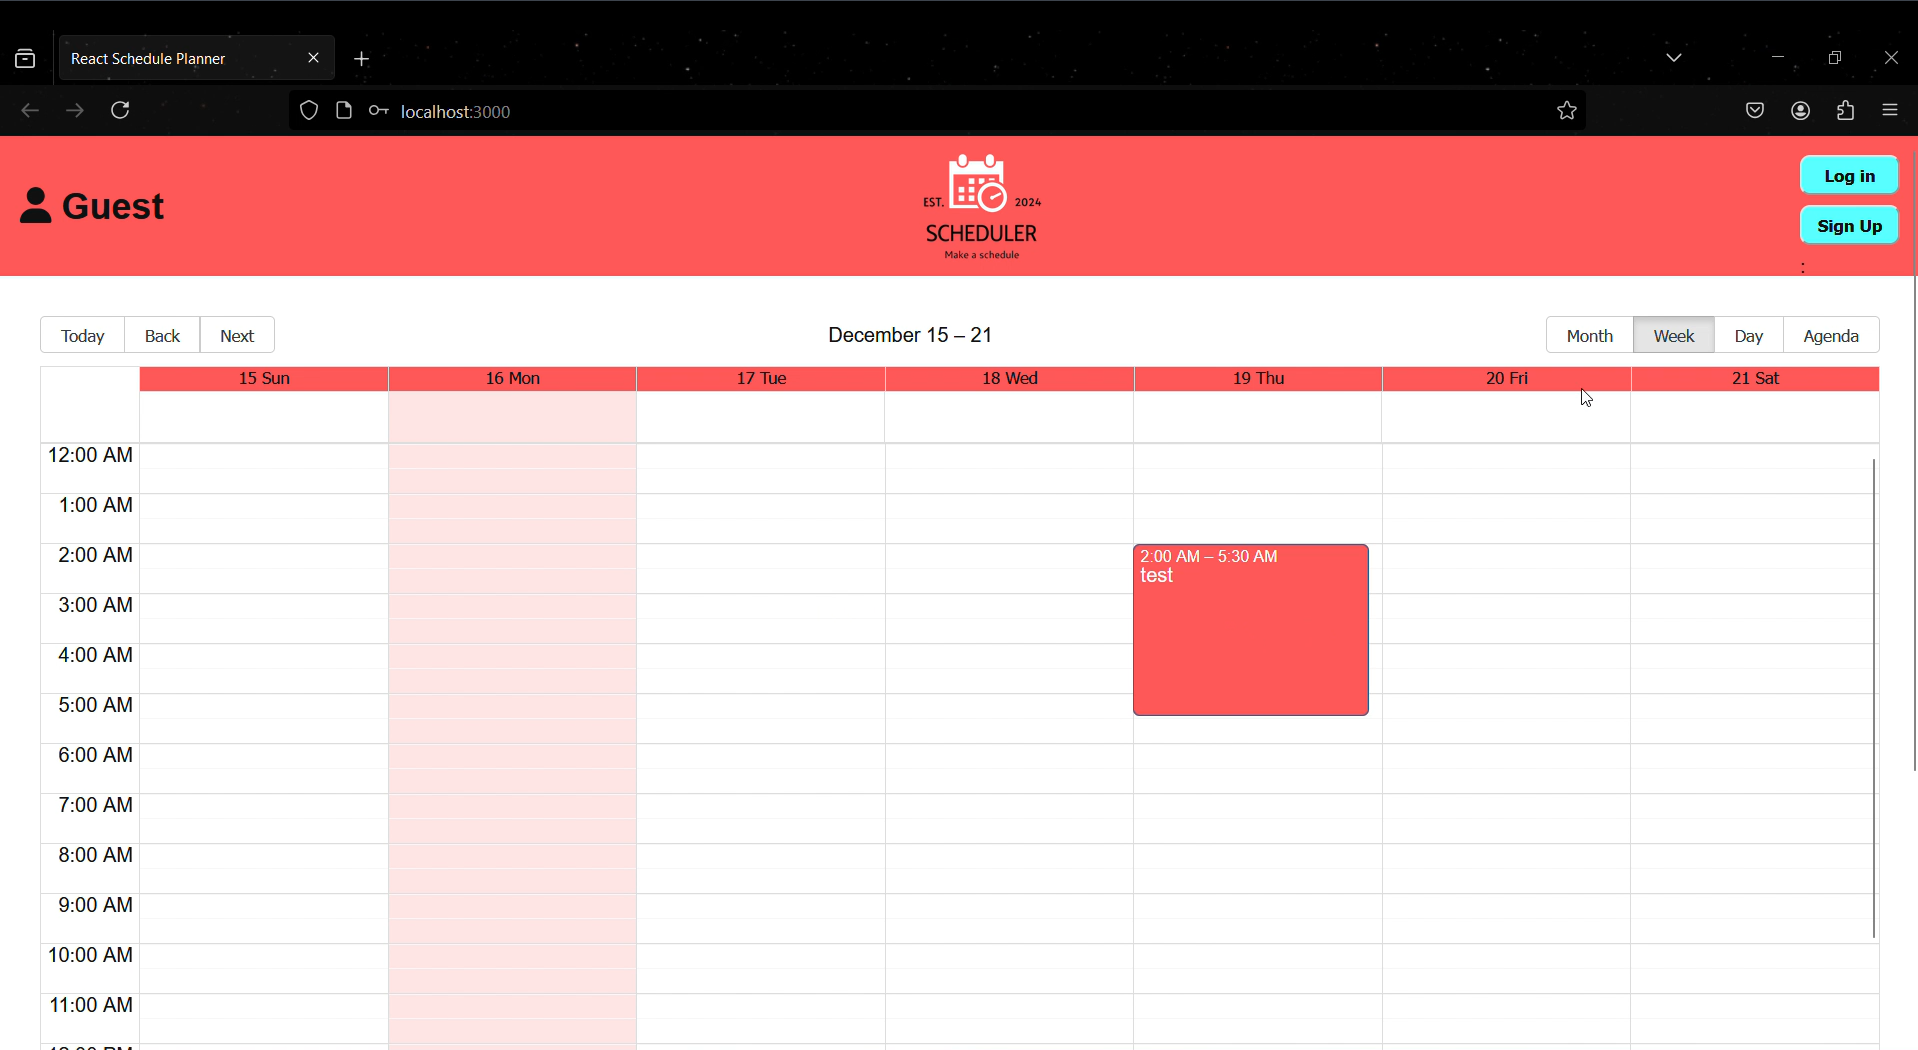 React Schedule Planner
localhost:3000
Guest
EST. 2024
SCHEDULER
Make a schedule
Log in
Sign Up
:
Today Back Next
December 15 – 21
Month Week Day Agenda
15 Sun 16 Mon 17 Tue 18 Wed 19 Thu 20 Fri 21 Sat
12:00 AM
1:00 AM
2:00 AM
2:00 AM – 5:30 AM
test
3:00 AM
4:00 AM
5:00 AM
6:00 AM
7:00 AM
8:00 AM
9:00 AM
10:00 AM
11:00 AM